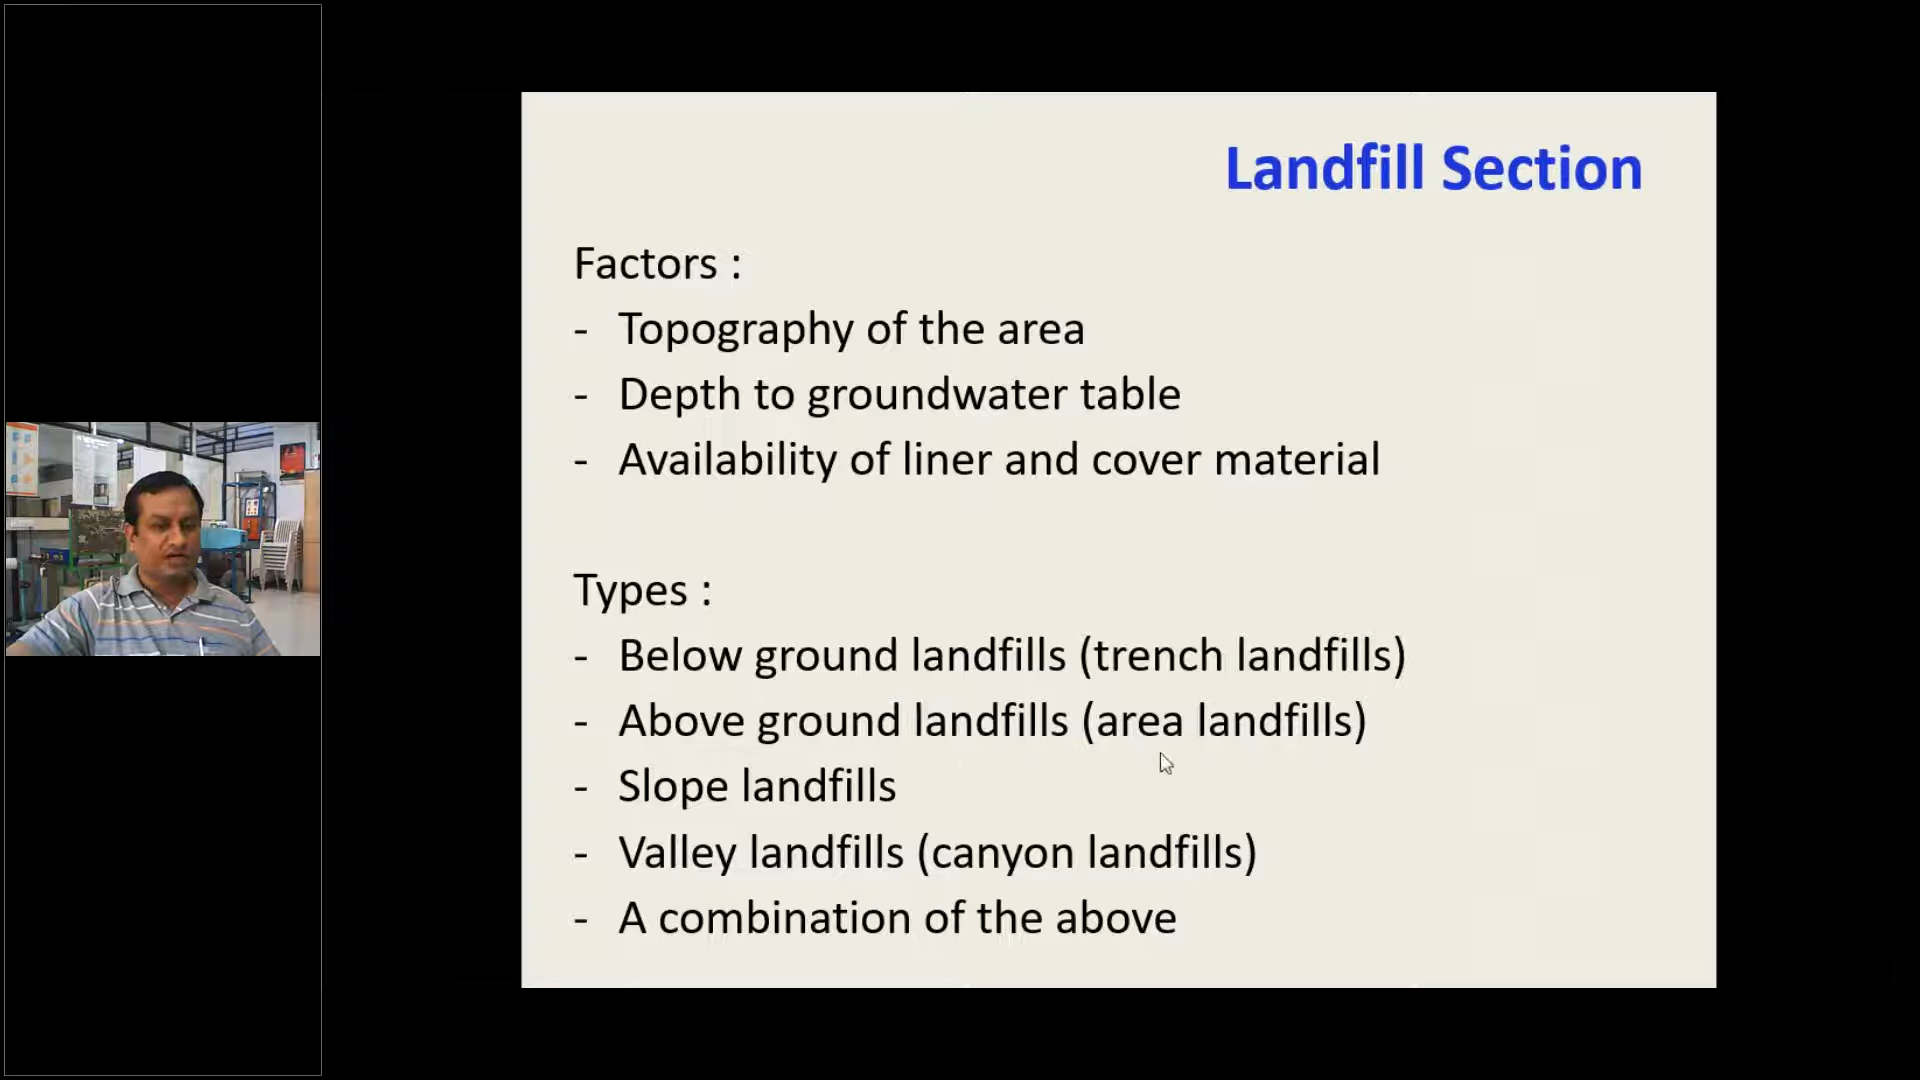 Landfill Section
Factors :
- Topography of the area
- Depth to groundwater table
- Availability of liner and cover material
Types :
- Below ground landfills (trench landfills)
- Above ground landfills (area landfills)
- Slope landfills
- Valley landfills (canyon landfills)
- A combination of the above